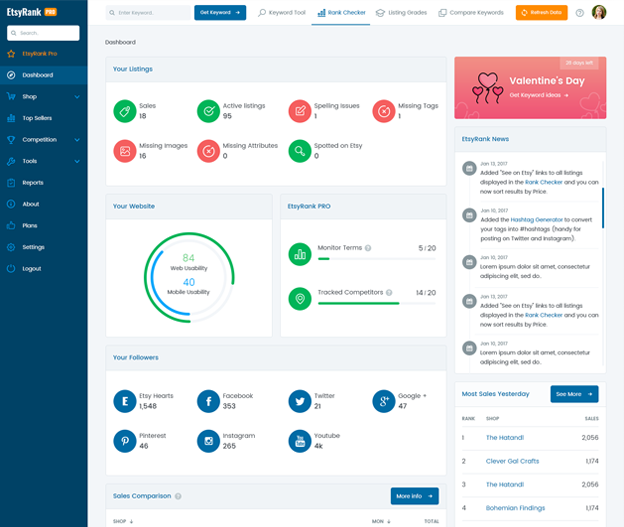 EtsyRank PRO
Search..
EtsyRank Pro
Dashboard
Shop
Top Sellers
Competition
Tools
Reports
About
Plans
Settings
Logout
Enter Keyword...
Get Keyword →
Keyword Tool
Rank Checker
Listing Grades
Compare Keywords
Refresh Data
?
Dashboard
Your Listings
Sales
18
Active listings
95
Spelling issues
1
Missing Tags
1
Missing Images
16
Missing Attributes
0
Spotted on Etsy
0
Your Website
84
Web Usability
40
Mobile Usability
EtsyRank PRO
Monitor Terms ?
5 / 20
Tracked Competitors ?
14 / 20
Your Followers
E
Etsy Hearts
1,548
f
Facebook
353
Twitter
21
g+
Google +
47
Pinterest
46
Instagram
265
You Tube
Youtube
4k
Sales Comparison ?
More info →
SHOP ↓
MON ↓
TOTAL
26 days left
Valentine's Day
Get Keyword Ideas →
EtsyRank News
Jan 12, 2017
Added "See on Etsy" links to all listings
displayed in the Rank Checker and you can
now sort results by Price.
Jan 10, 2017
Added the Hashtag Generator to convert
your tags into #hashtags (handy for
posting on Twitter and Instagram).
Jan 10, 2017
Lorem ipsum dolor sit amet, consectetur
adipiscing elit, sed do..
Jan 12, 2017
Added "See on Etsy" links to all listings
displayed in the Rank Checker and you can
now sort results by Price.
Jan 10, 2017
Lorem ipsum dolor sit amet, consectetur
adipiscing elit, sed do..
Most Sales Yesterday
See More →
RANK SHOP SALES
1 The Hatandl 2,056
2 Clever Gal Crafts 1,174
3 The Hatandl 2,056
4 Bohemian Findings 1,174